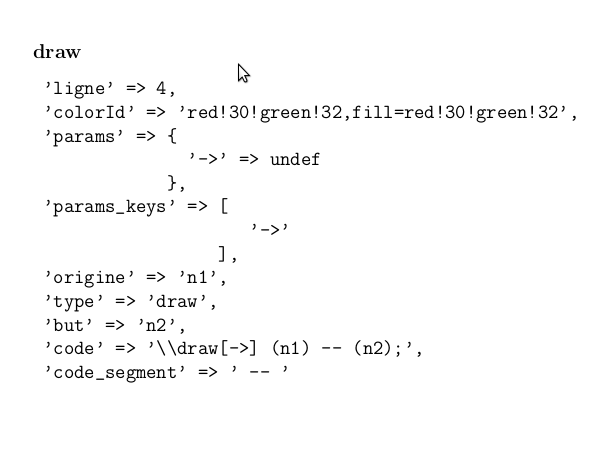 draw
'ligne' => 4,
'colorId' => 'red!30!green!32,fill=red!30!green!32',
'params' => {
'->' => undef
},
'params_keys' => [
'->'
],
'origine' => 'n1',
'type' => 'draw',
'but' => 'n2',
'code' => '\\draw[->] (n1) -- (n2);',
'code_segment' => ' -- '